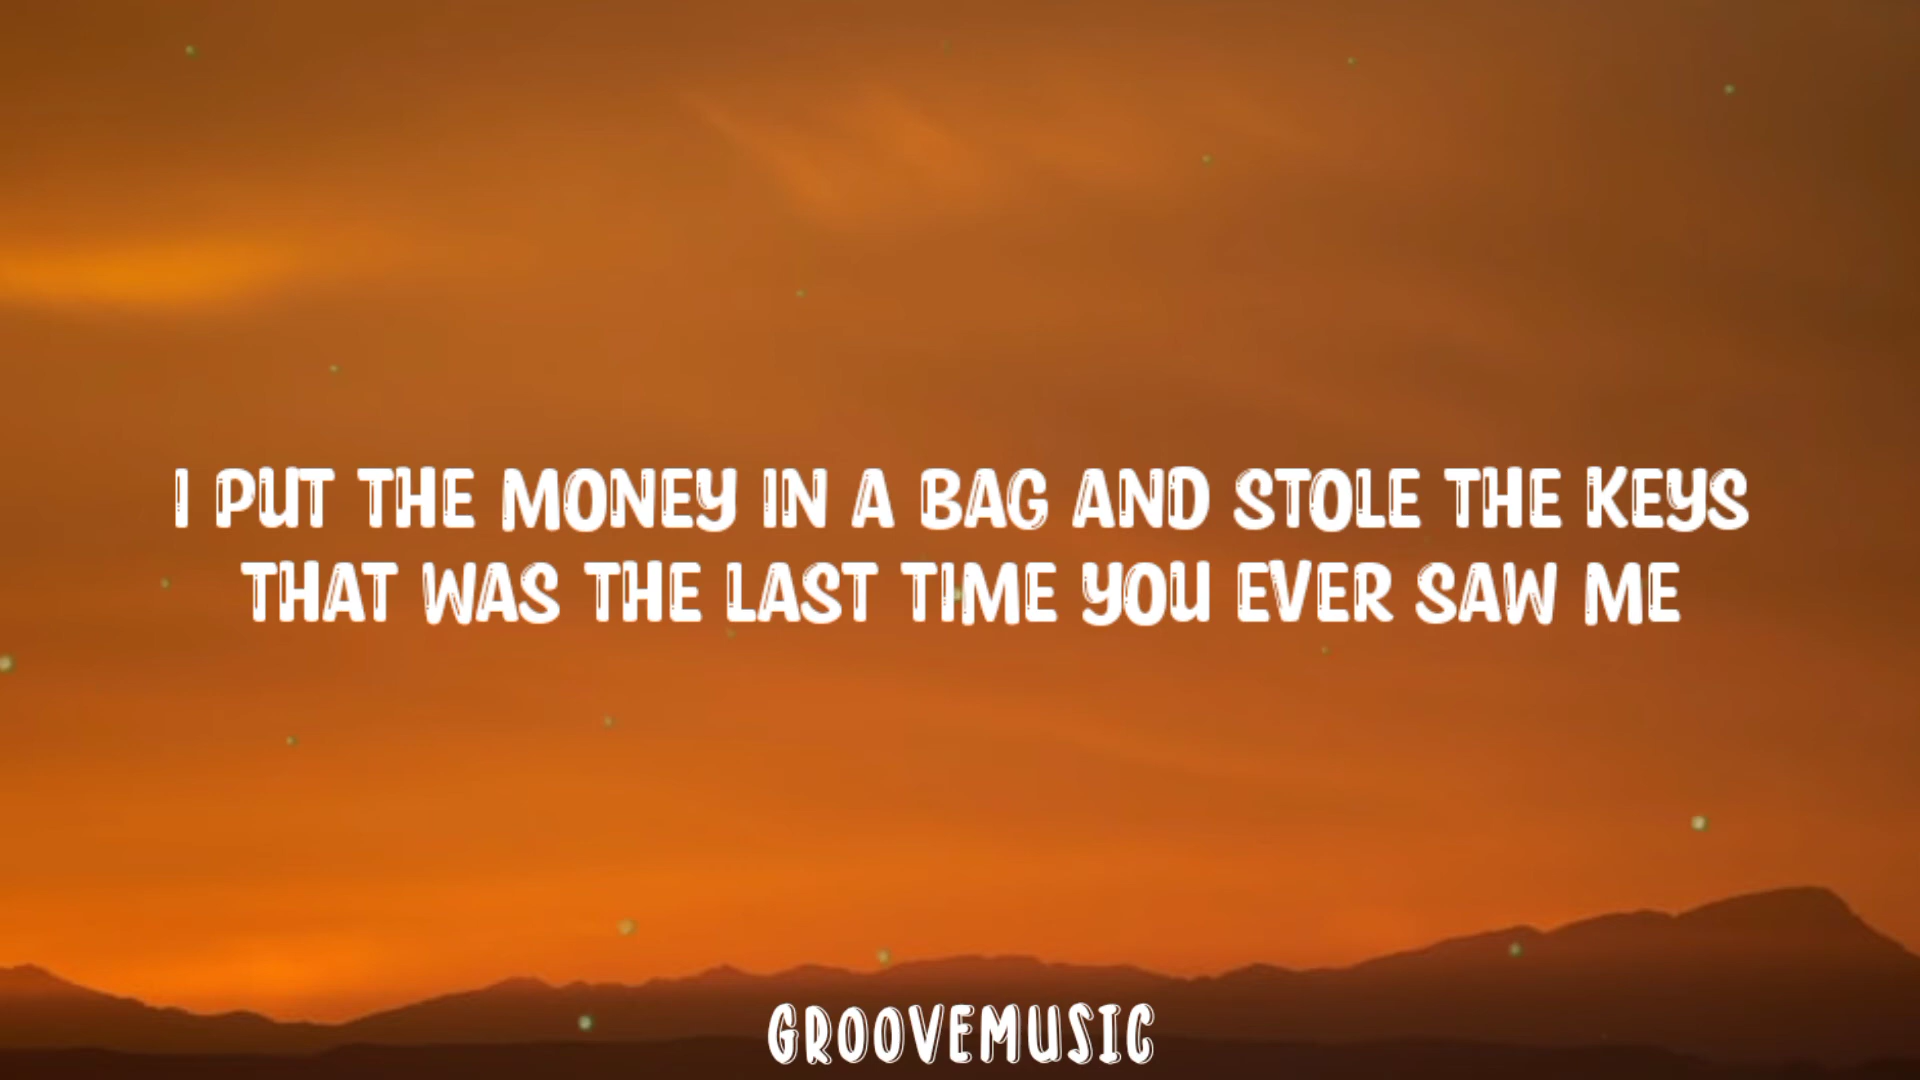 I PUT THE MONEY IN A BAG AND STOLE THE KEYS
THAT WAS THE LAST TIME YOU EVER SAW ME
GROOVEMUSIC